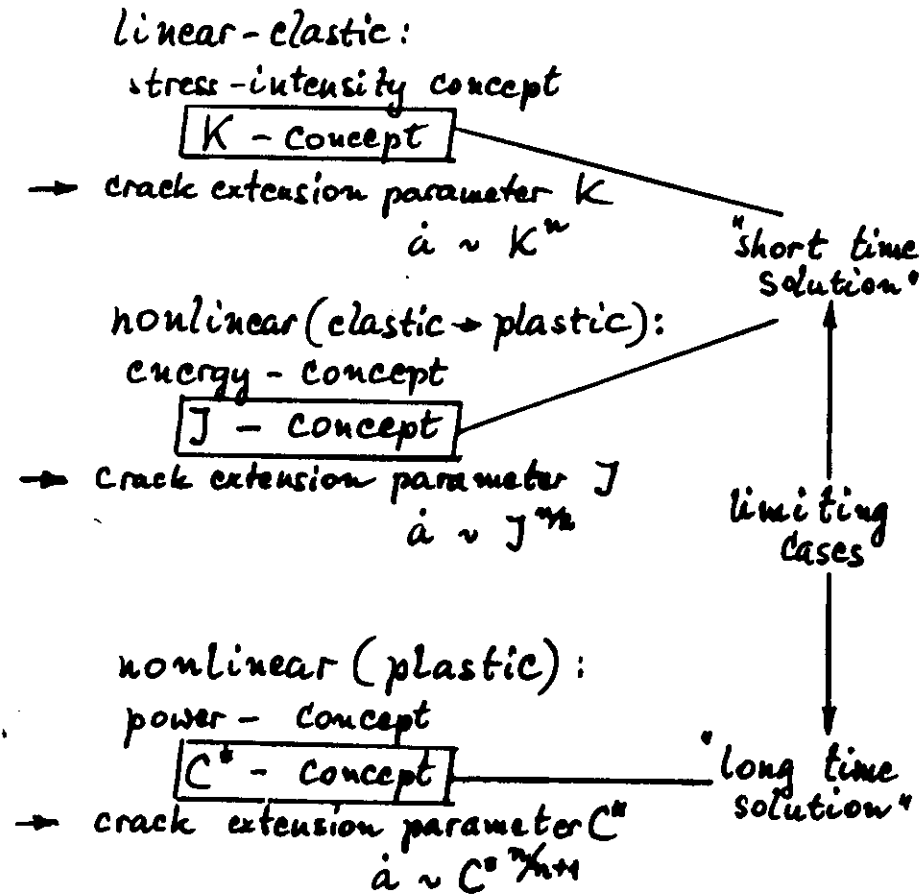 linear-elastic:
stress-intensity concept
K - concept
→ crack extension parameter K
ȧ ~ Kⁿ
"short time
solution"
nonlinear (elastic → plastic):
energy - concept
J - concept
→ crack extension parameter J
ȧ ~ J^n/2
limiting
cases
nonlinear (plastic):
power - concept
C* - concept
"long time
solution"
→ crack extension parameter C*
ȧ ~ C*^n/n+1